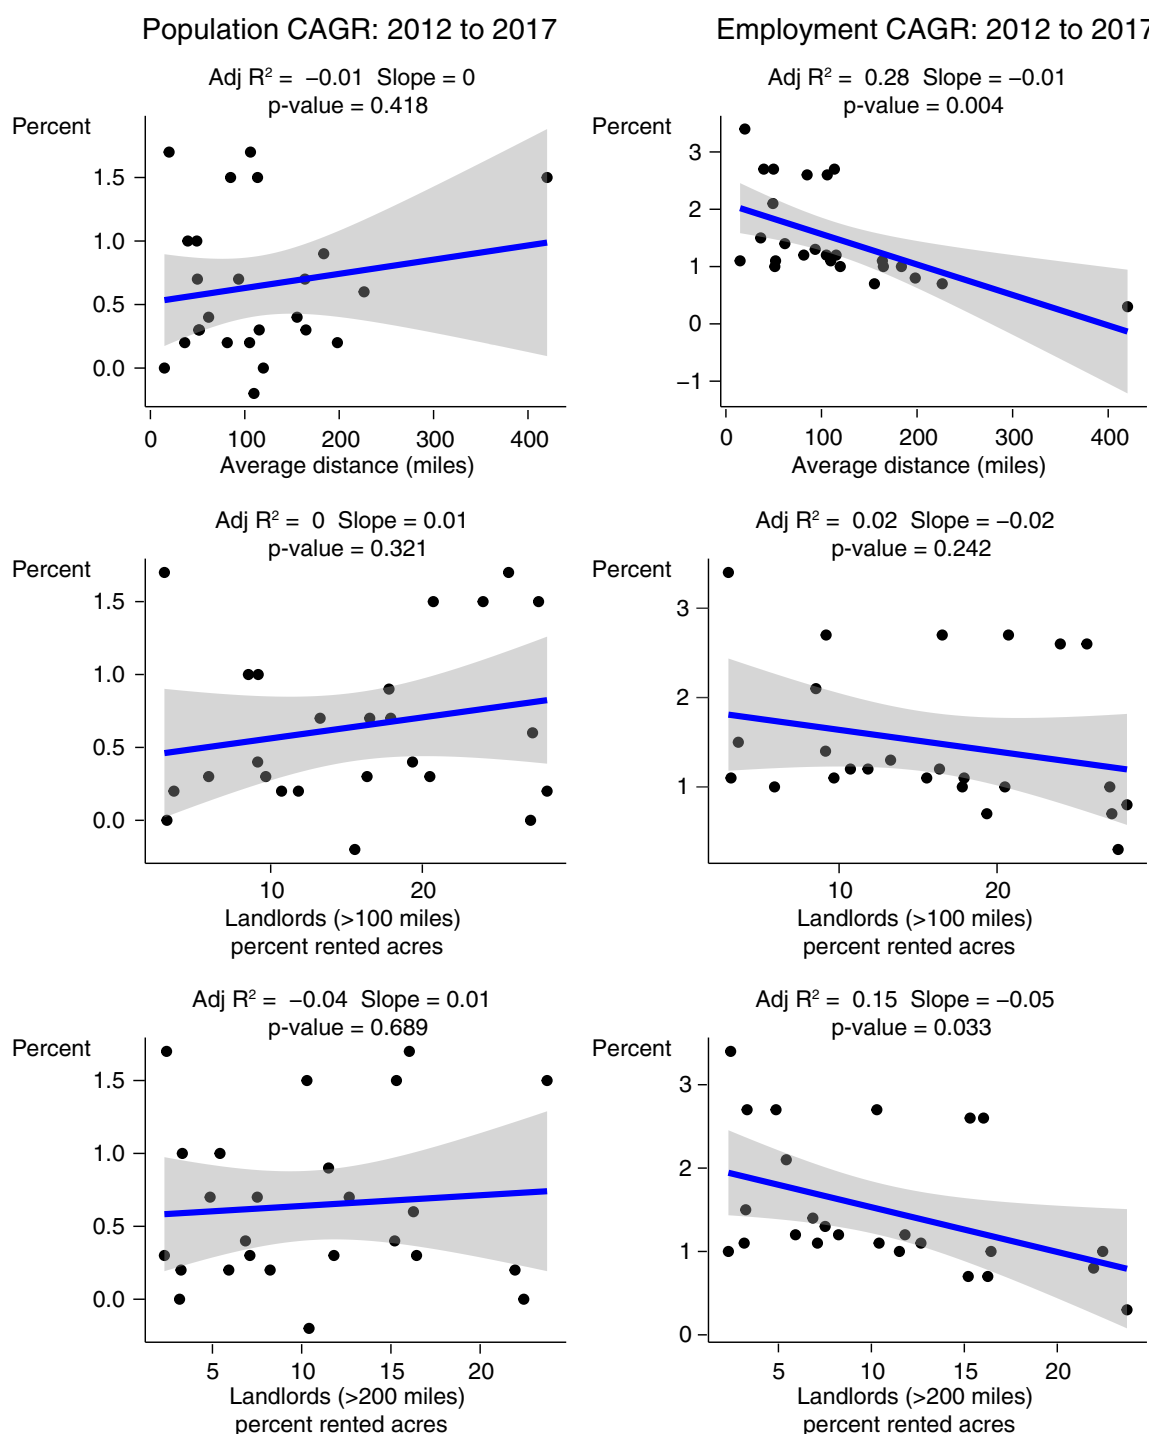 Population CAGR: 2012 to 2017
Adj R² = −0.01 Slope = 0
p-value = 0.418
Percent
1.5
1.0
0.5
0.0
0 100 200 300 400
Average distance (miles)
Employment CAGR: 2012 to 2017
Adj R² = 0.28 Slope = −0.01
p-value = 0.004
Percent
3
2
1
0
−1
0 100 200 300 400
Average distance (miles)
Adj R² = 0 Slope = 0.01
p-value = 0.321
Percent
1.5
1.0
0.5
0.0
10 20
Landlords (>100 miles)
percent rented acres
Adj R² = 0.02 Slope = −0.02
p-value = 0.242
Percent
3
2
1
10 20
Landlords (>100 miles)
percent rented acres
Adj R² = −0.04 Slope = 0.01
p-value = 0.689
Percent
1.5
1.0
0.5
0.0
5 10 15 20
Landlords (>200 miles)
percent rented acres
Adj R² = 0.15 Slope = −0.05
p-value = 0.033
Percent
3
2
1
0
5 10 15 20
Landlords (>200 miles)
percent rented acres